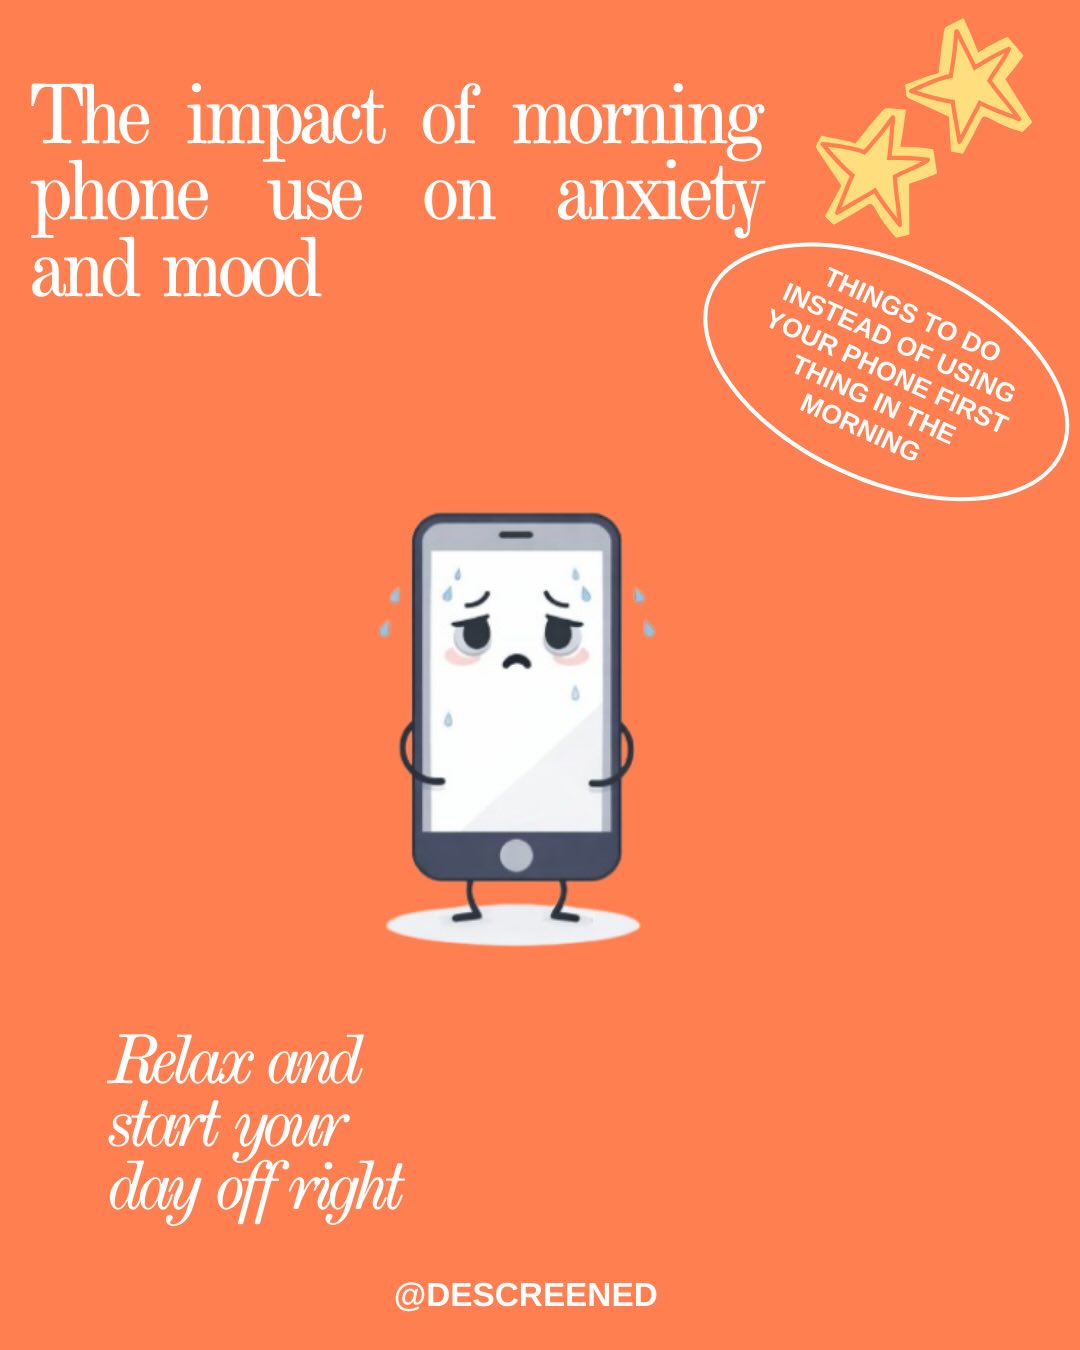 The impact of morning
phone use on anxiety
and mood
THINGS TO DO
INSTEAD OF USING
YOUR PHONE FIRST
THING IN THE
MORNING
Relax and
start your
day off right
@DESCREENED